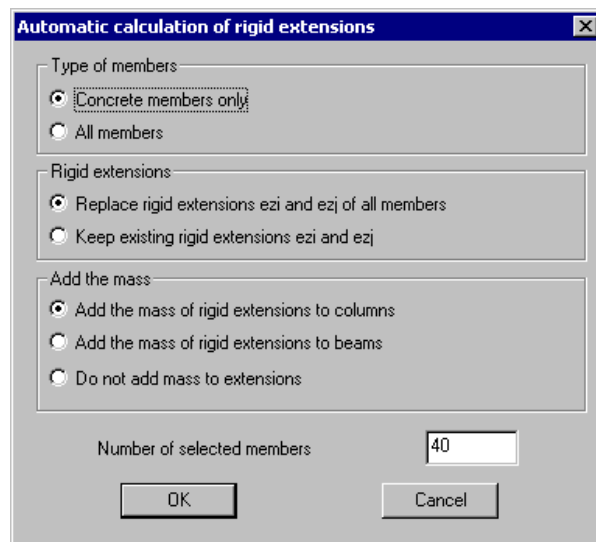 Automatic calculation of rigid extensions
Type of members
Concrete members only
All members
Rigid extensions
Replace rigid extensions ezi and ezj of all members
Keep existing rigid extensions ezi and ezj
Add the mass
Add the mass of rigid extensions to columns
Add the mass of rigid extensions to beams
Do not add mass to extensions
Number of selected members 40
OK Cancel